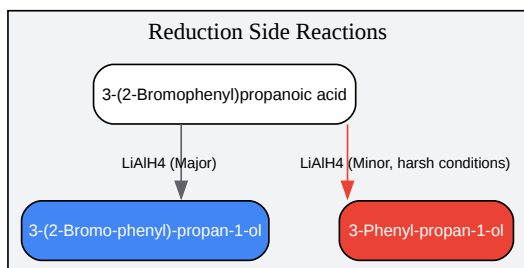 Reduction Side Reactions
3-(2-Bromophenyl)propanoic acid
LiAlH4 (Major)
LiAlH4 (Minor, harsh conditions)
3-(2-Bromo-phenyl)-propan-1-ol
3-Phenyl-propan-1-ol